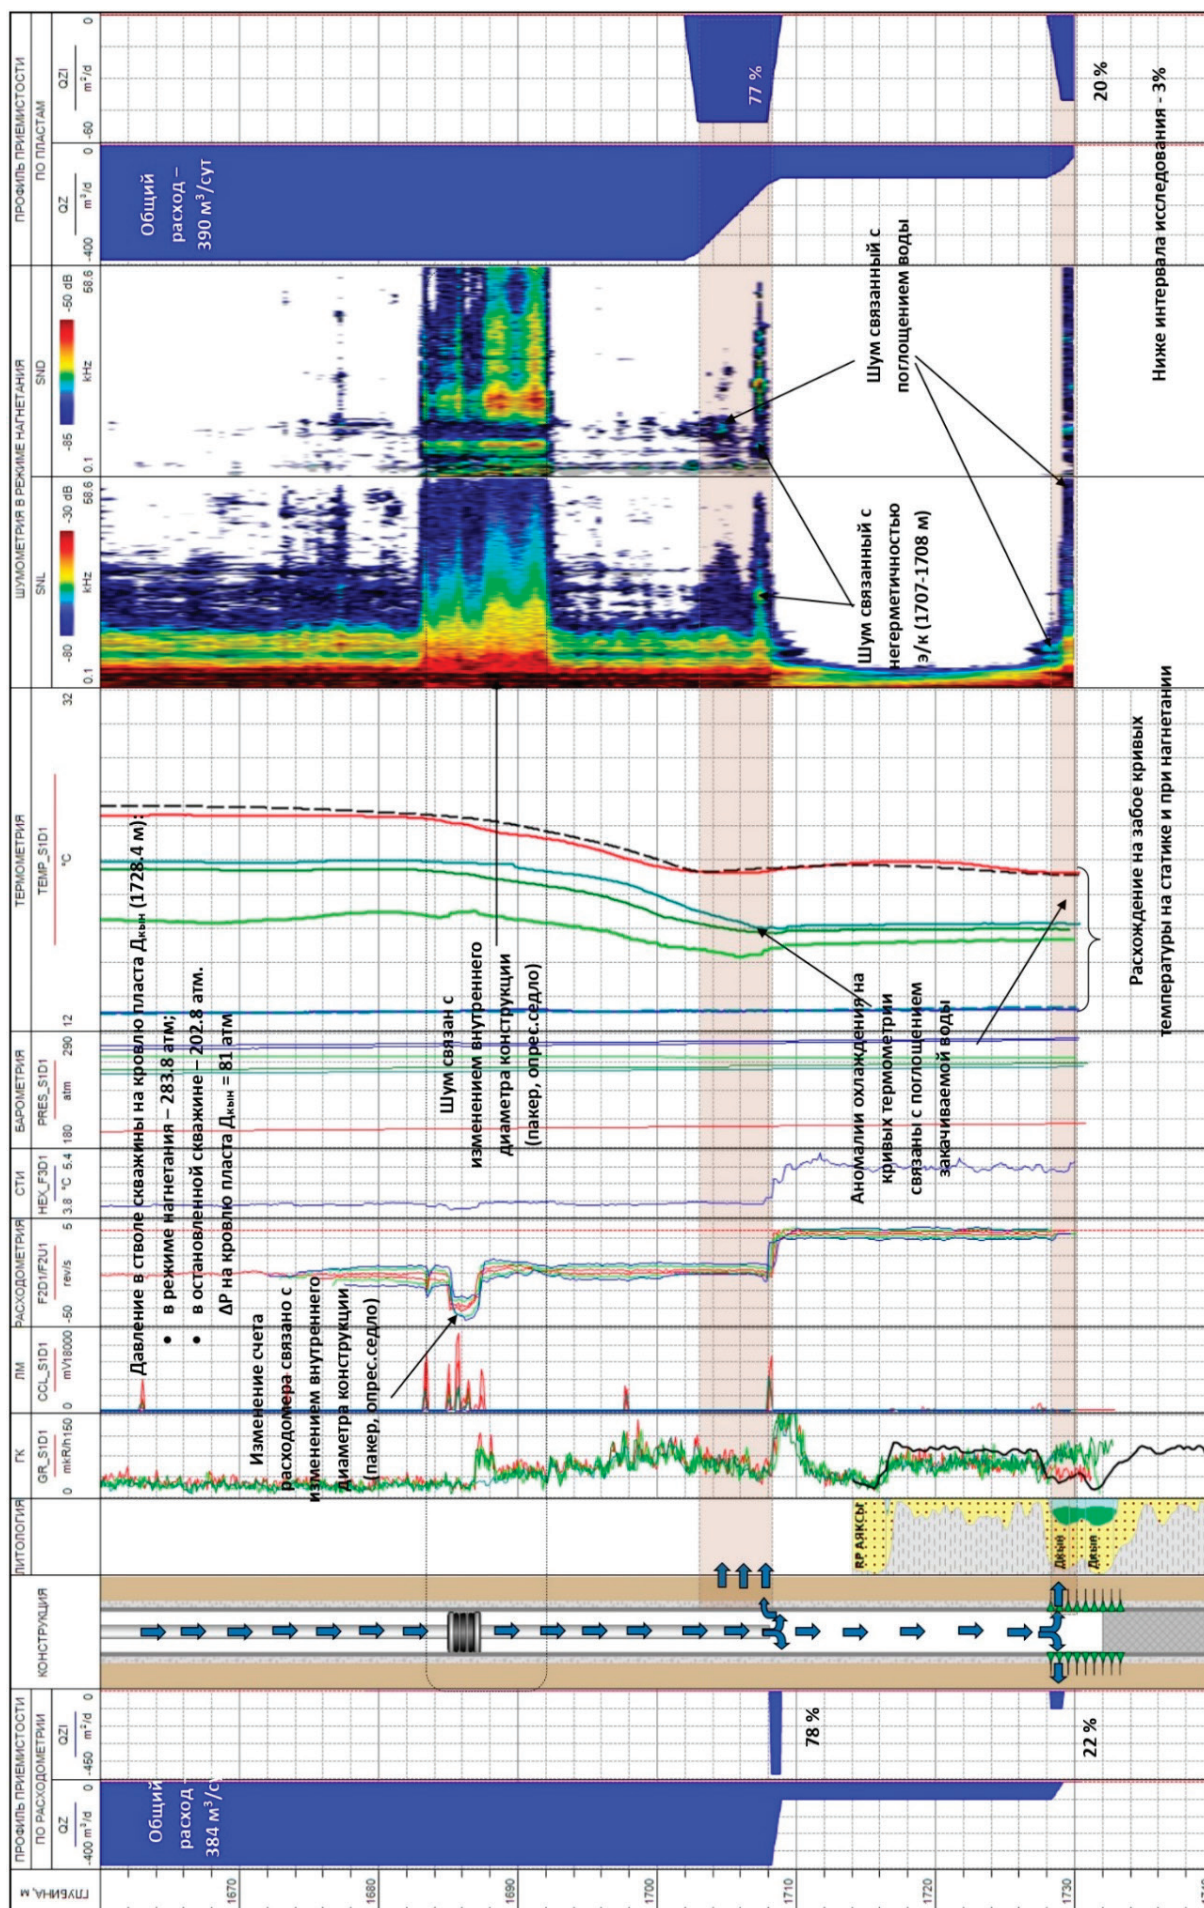 ГЛУБИНА, м
1670
1680
1690
1700
1710
1720
1730
ПРОФИЛЬ ПРИЕМИСТОСТИ
ПО РАСХОДОМЕТРИИ
QZ
-400 m³/d 0
QZI
m²/d
-450 0
Общий
расход -
384 м³/су
78 %
22 %
КОНСТРУКЦИЯ
ЛИТОЛОГИЯ
RP АЯКСЫ
Дкын
Дкын
ГК
GR_S1D1
0 mkR/h 150
ЛМ
CCL_S1D1
0 mV 18000
РАСХОДОМЕТРИЯ
F2D1/F2U1
-50 rev/s 5
СТИ
HEX_F3D1
3.8 °C 5.4
БАРОМЕТРИЯ
PRES_S1D1
180 atm 290
ТЕРМОМЕТРИЯ
TEMP_S1D1
12 °C 32
ШУМОМЕТРИЯ В РЕЖИМЕ НАГНЕТАНИЯ
SNL
-80 -30 dB
0.1 kHz 58.6
SND
-86 -50 dB
0.1 kHz 58.6
ПРОФИЛЬ ПРИЕМИСТОСТИ
ПО ПЛАСТАМ
QZ
m³/d
-400 0
QZI
m²/d
-60 0
Давление в стволе скважины на кровлю пласта Дкын (1728.4 м):
• в режиме нагнетания – 283.8 атм;
• в остановленной скважине – 202.8 атм.
ΔР на кровлю пласта Дкын = 81 атм
Изменение счета
расходомера связано с
изменением внутреннего
диаметра конструкции
(пакер, опрес.седло)
Шум связан с
изменением внутреннего
диаметра конструкции
(пакер, опрес.седло)
Аномалии охлаждения на
кривых термометрии
связаны с поглощением
закачиваемой воды
Расхождение на забое кривых
температуры на статике и при нагнетании
Шум связанный с
негерметичностью
э/к (1707-1708 м)
Шум связанный с
поглощением воды
Общий
расход –
390 м³/сут
77 %
20 %
Ниже интервала исследования - 3%